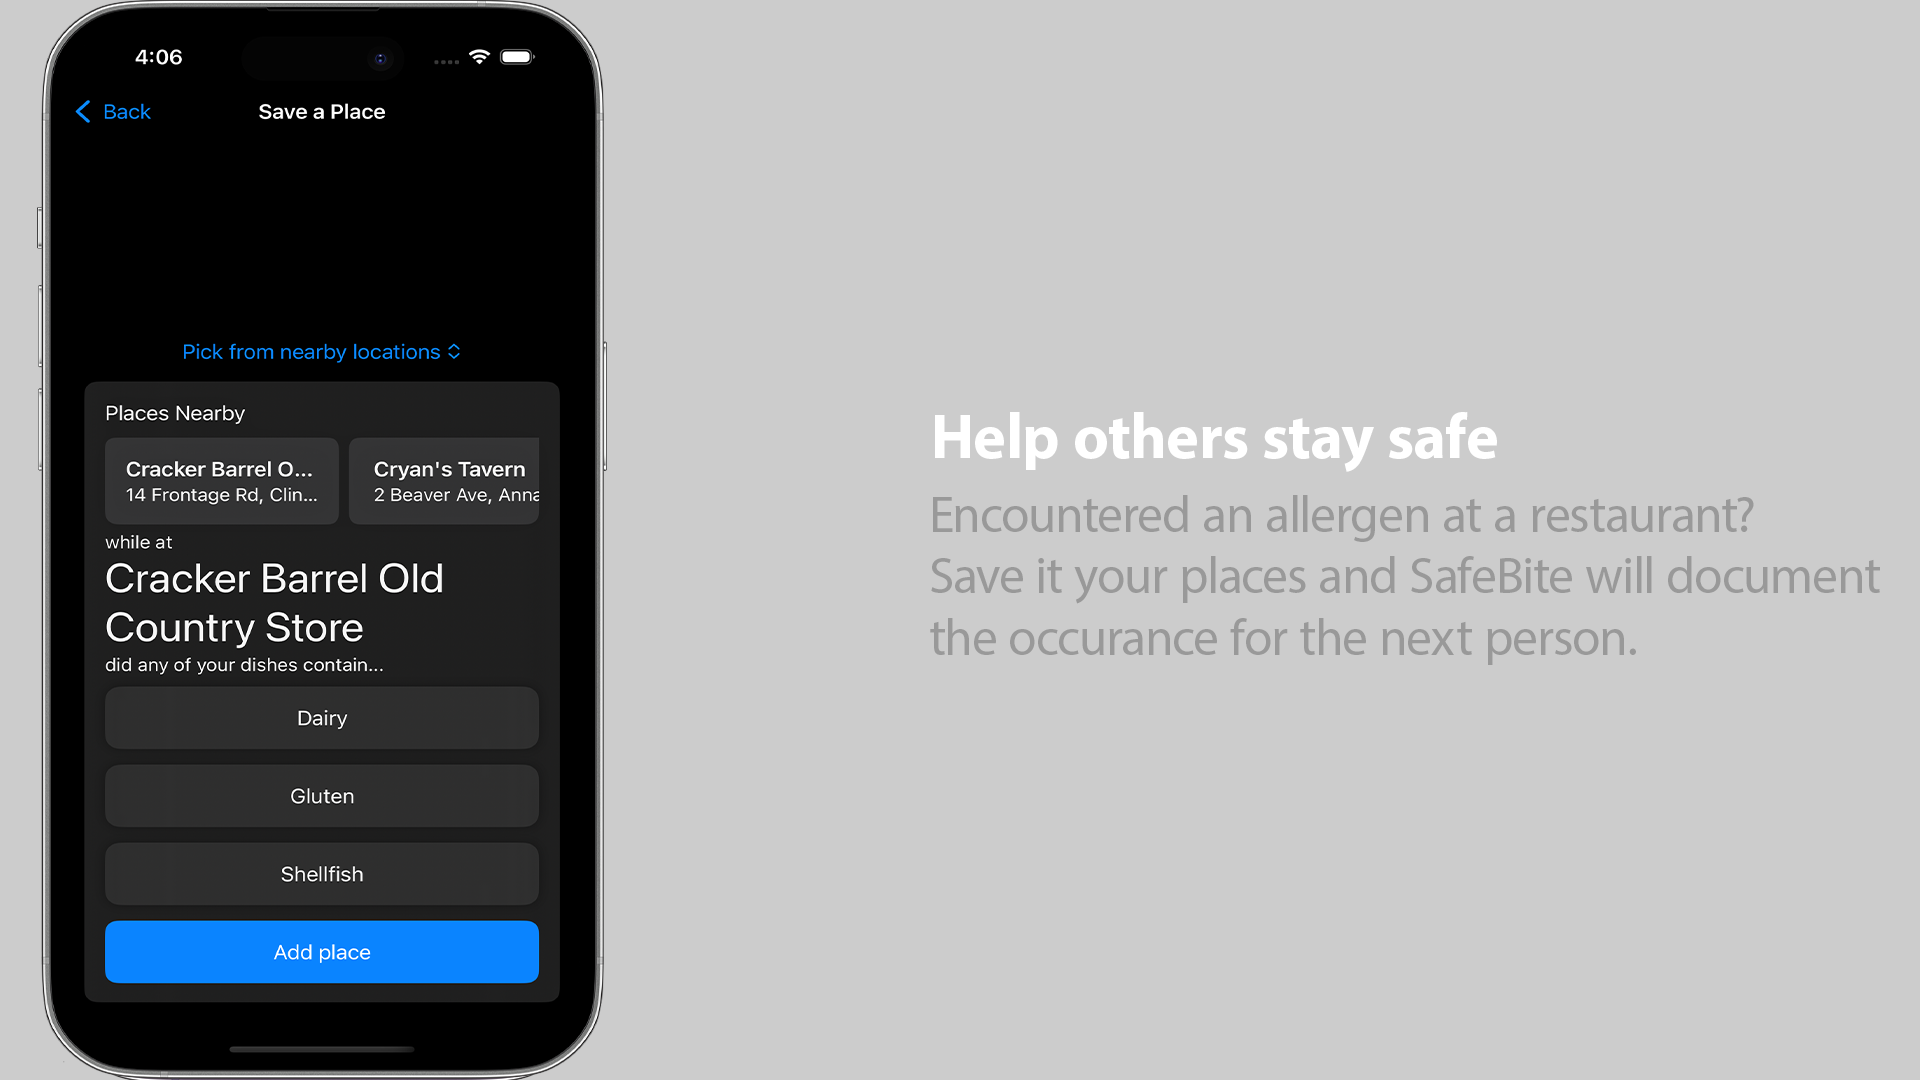 4:06
Back
Save a Place
Pick from nearby locations
Places Nearby
Cracker Barrel O...
14 Frontage Rd, Clin...
Cryan's Tavern
2 Beaver Ave, Anna
while at
Cracker Barrel Old
Country Store
did any of your dishes contain...
Dairy
Gluten
Shellfish
Add place
Help others stay safe
Encountered an allergen at a restaurant?
Save it your places and SafeBite will document
the occurance for the next person.